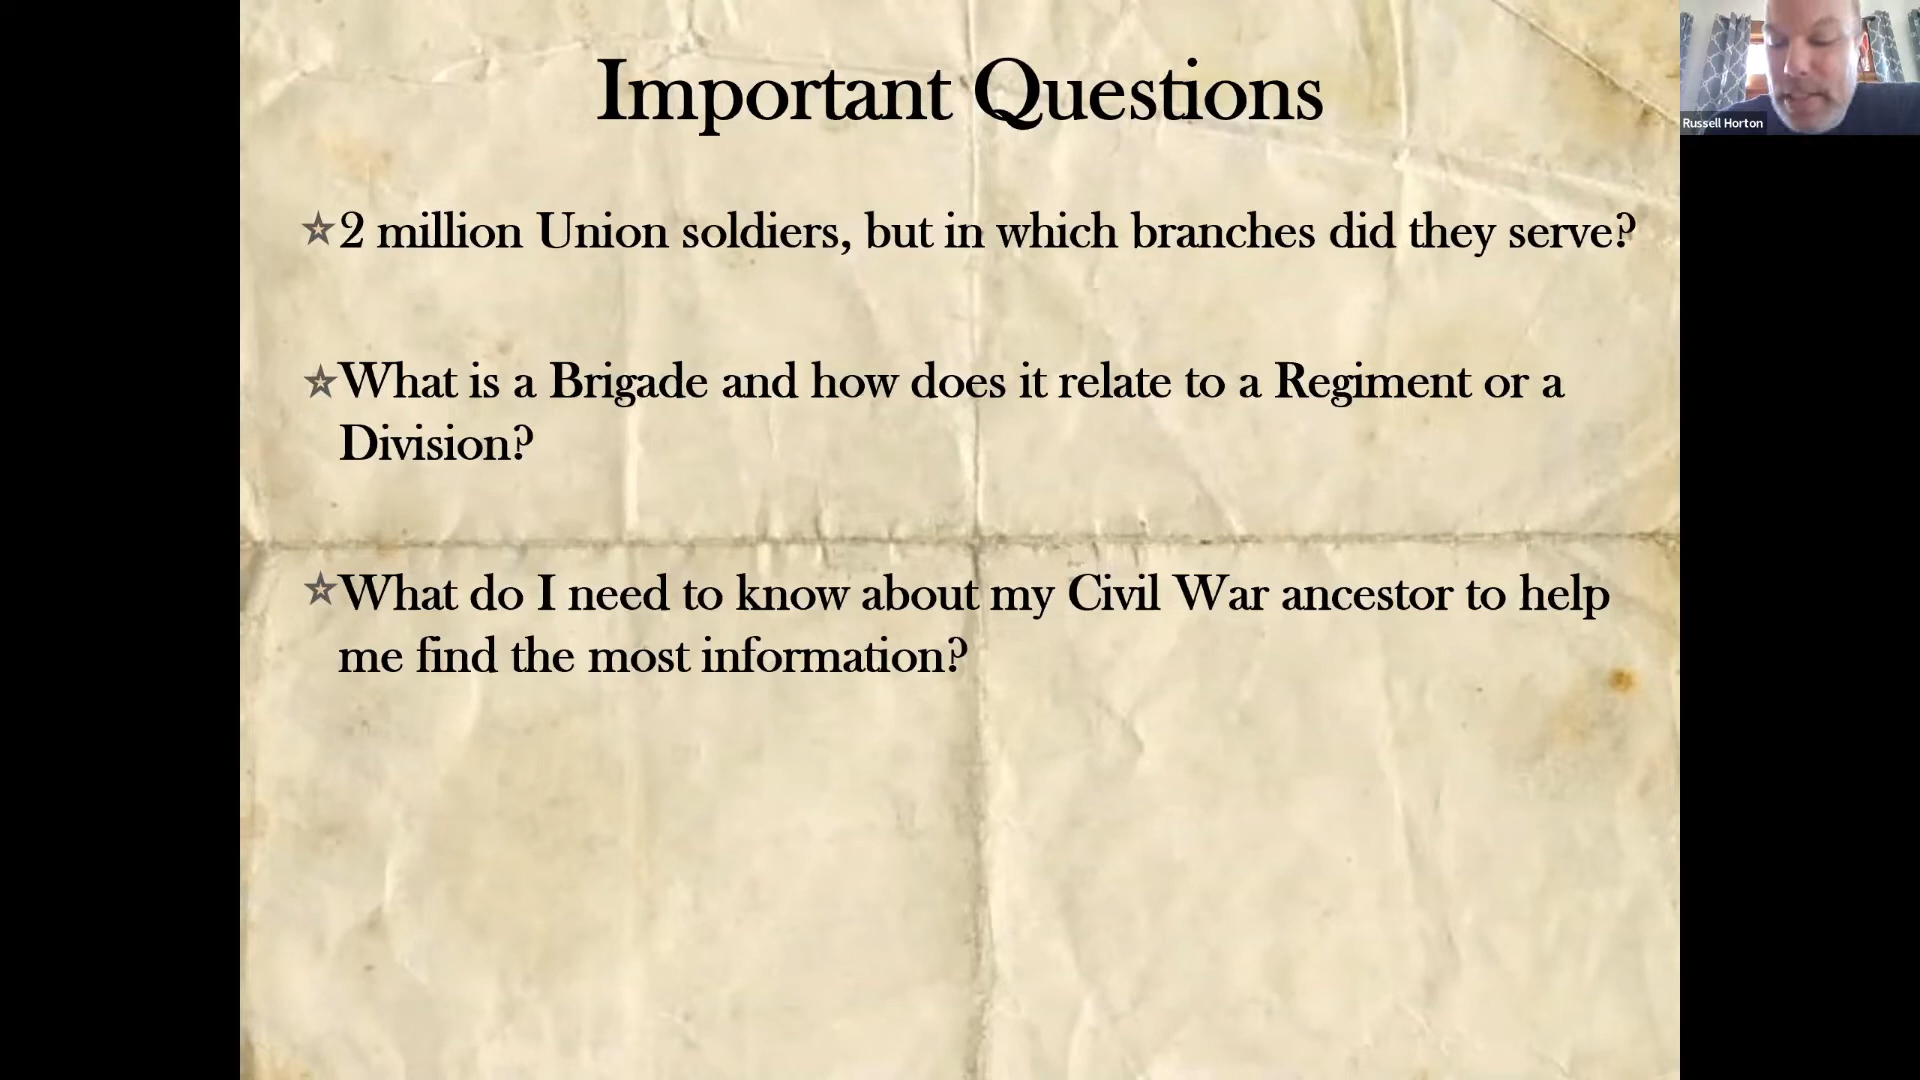 Important Questions
Russell Horton
2 million Union soldiers, but in which branches did they serve?
What is a Brigade and how does it relate to a Regiment or a
Division?
What do I need to know about my Civil War ancestor to help
me find the most information?